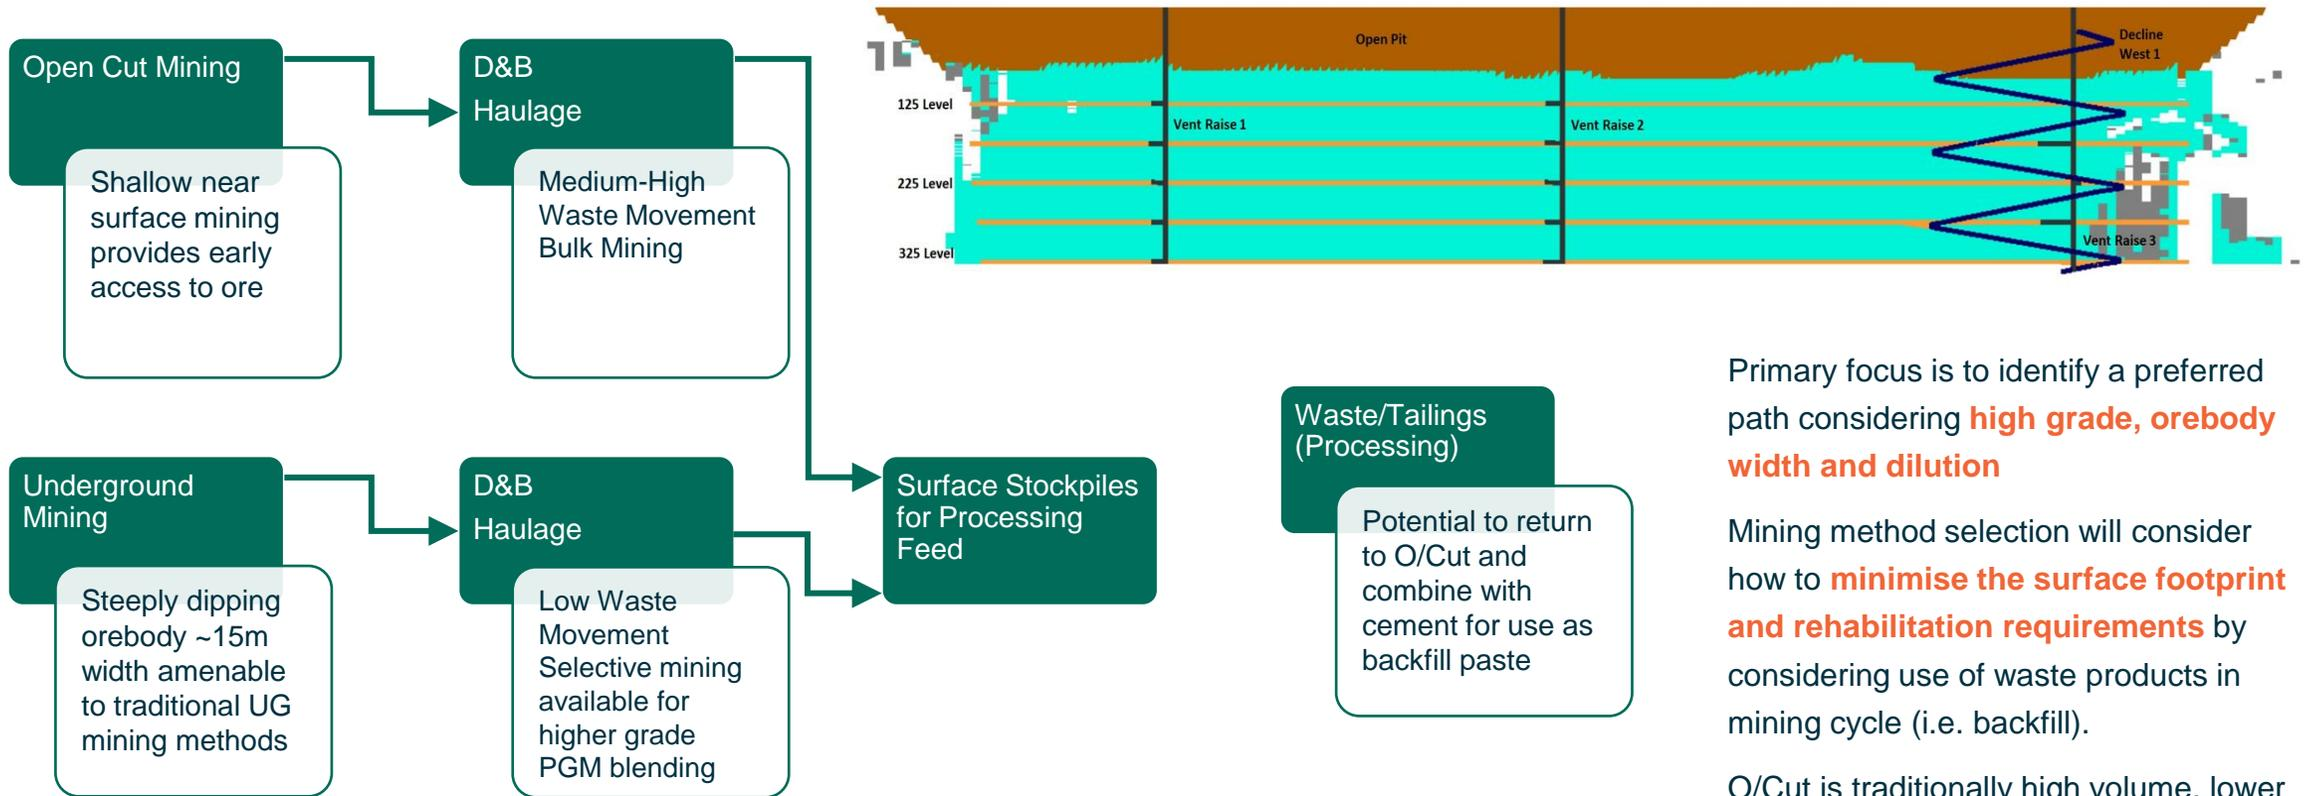 Open Cut Mining
Shallow near
surface mining
provides early
access to ore
D&B
Haulage
Medium-High
Waste Movement
Bulk Mining
Open Pit
Decline
West 1
125 Level
Vent Raise 1
Vent Raise 2
225 Level
Vent Raise 3
325 Level
Underground
Mining
Steeply dipping
orebody ~15m
width amenable
to traditional UG
mining methods
D&B
Haulage
Low Waste
Movement
Selective mining
available for
higher grade
PGM blending
Surface Stockpiles
for Processing
Feed
Waste/Tailings
(Processing)
Potential to return
to O/Cut and
combine with
cement for use as
backfill paste
Primary focus is to identify a preferred
path considering high grade, orebody
width and dilution
Mining method selection will consider
how to minimise the surface footprint
and rehabilitation requirements by
considering use of waste products in
mining cycle (i.e. backfill).
O/Cut is traditionally high volume, lower